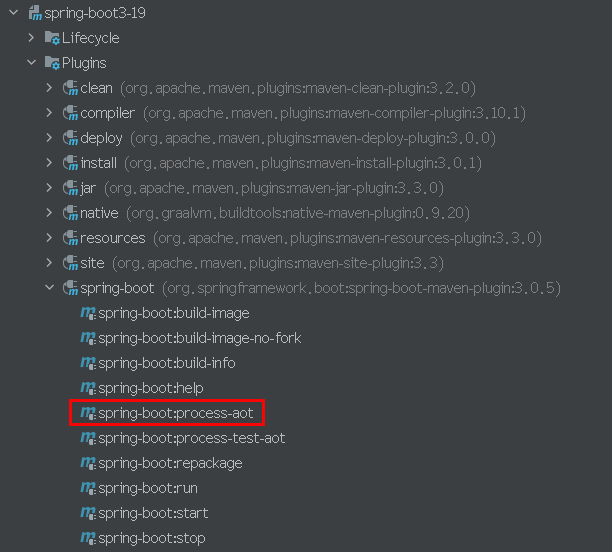 spring-boot3-19
Lifecycle
Plugins
clean (org.apache.maven.plugins:maven-clean-plugin:3.2.0)
compiler (org.apache.maven.plugins:maven-compiler-plugin:3.10.1)
deploy (org.apache.maven.plugins:maven-deploy-plugin:3.0.0)
install (org.apache.maven.plugins:maven-install-plugin:3.0.1)
jar (org.apache.maven.plugins:maven-jar-plugin:3.3.0)
native (org.graalvm.buildtools:native-maven-plugin:0.9.20)
resources (org.apache.maven.plugins:maven-resources-plugin:3.3.0)
site (org.apache.maven.plugins:maven-site-plugin:3.3)
spring-boot (org.springframework.boot:spring-boot-maven-plugin:3.0.5)
spring-boot:build-image
spring-boot:build-image-no-fork
spring-boot:build-info
spring-boot:help
spring-boot:process-aot
spring-boot:process-test-aot
spring-boot:repackage
spring-boot:run
spring-boot:start
spring-boot:stop